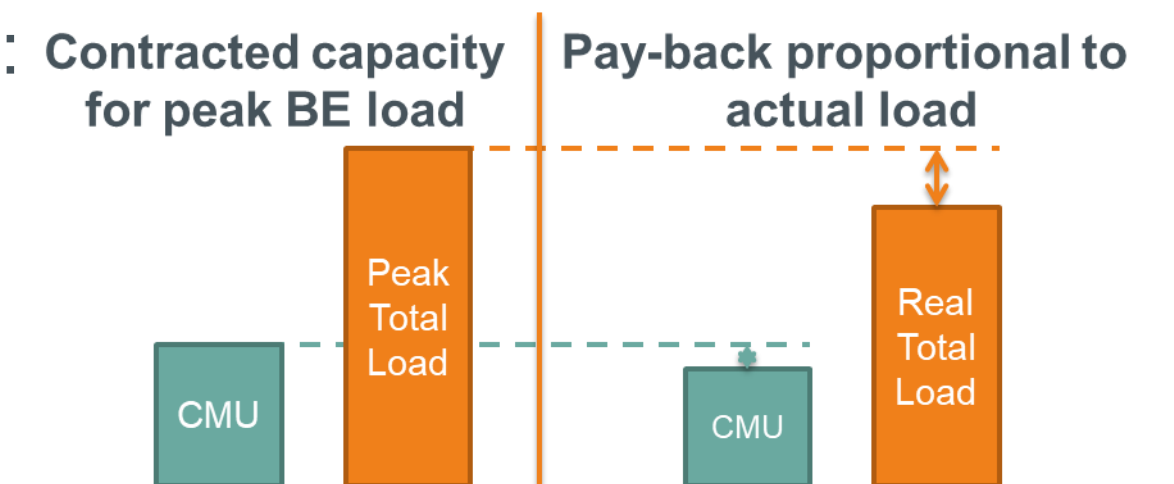 : Contracted capacity
for peak BE load
Pay-back proportional to
actual load
Peak
Total
Load
CMU
Real
Total
Load
CMU